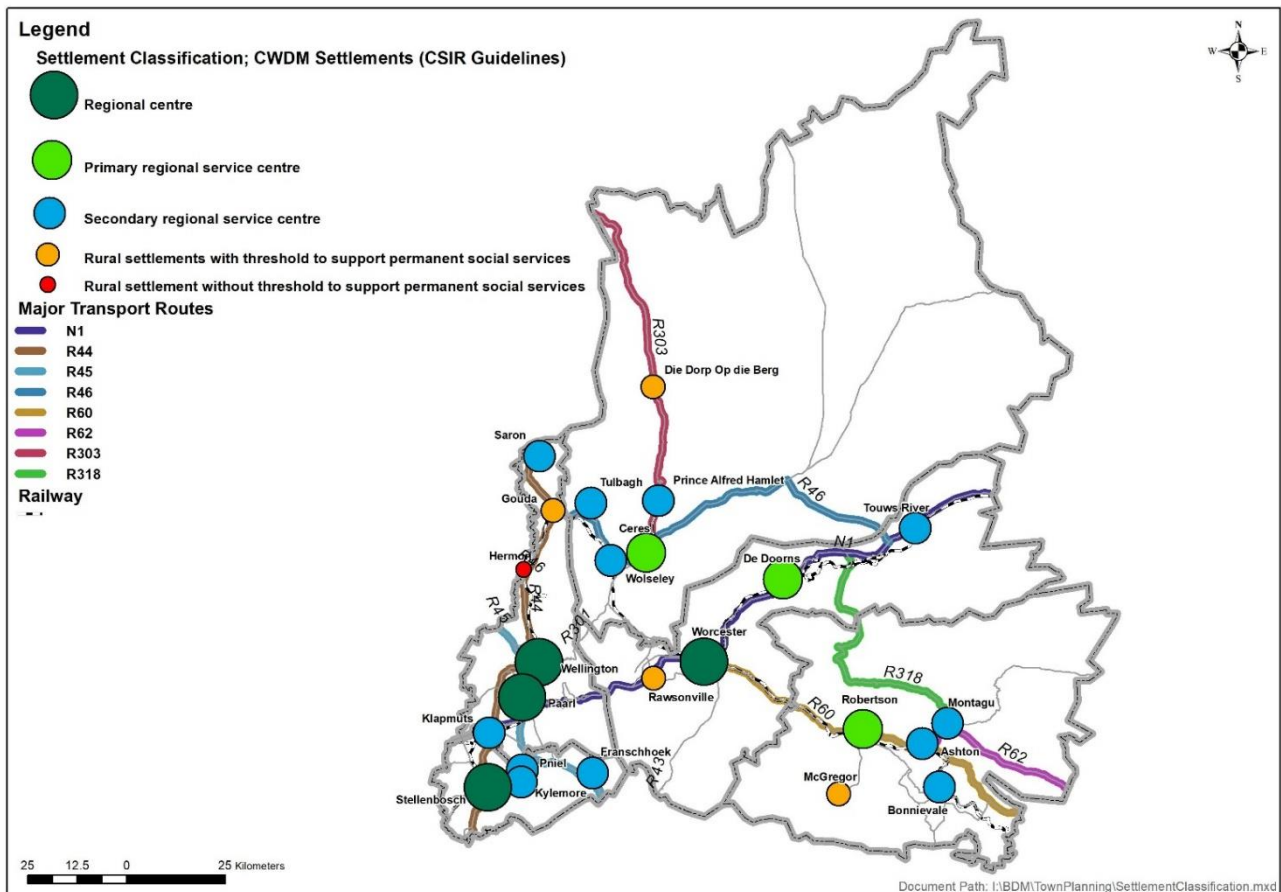 Legend
Settlement Classification; CWDM Settlements (CSIR Guidelines)
Regional centre
Primary regional service centre
Secondary regional service centre
Rural settlements with threshold to support permanent social services
Rural settlement without threshold to support permanent social services
Major Transport Routes
N1
R44
R45
R46
R60
R62
R303
R318
Railway
N
W E
S
R303
Die Dorp Op die Berg
Saron
Tulbagh
Prince Alfred Hamlet
R46
Gouda
Touws River
Ceres
N1
De Doorns
Hermon
Wolseley
R44
R301
R45
Worcester
Wellington
Rawsonville
R318
Paarl
Robertson
Montagu
R60
Klapmuts
Ashton
R62
Franschhoek
R43
Pniel
McGregor
Kylemore
Stellenbosch
Bonnievale
25 12.5 0 25 Kilometers
Document Path: I:\BDM\TownPlanning\SettlementClassification.mxd